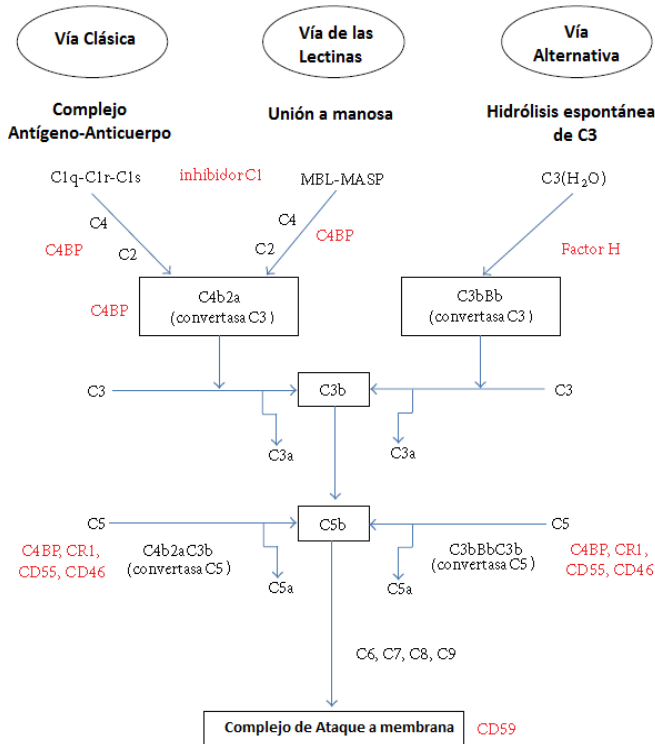 Vía Clásica
Vía de las
Lectinas
Vía
Alternativa
Complejo
Antígeno-Anticuerpo
Unión a manosa
Hidrólisis espontánea
de C3
C1q-C1r-C1s
inhibidor C1
MBL-MASP
C3(H₂O)
C4
C4
C4BP
C2
C2
C4BP
Factor H
C4BP
C4b2a
(convertasa C3 )
C3bBb
(convertasa C3 )
C3
C3b
C3
C3a
C3a
C5
C5b
C5
C4BP, CR1,
CD55, CD46
C4b2aC3b
(convertasa C5)
C3bBbC3b
(convertasa C5)
C4BP, CR1,
CD55, CD46
C5a
C5a
C6, C7, C8, C9
Complejo de Ataque a membrana
CD59